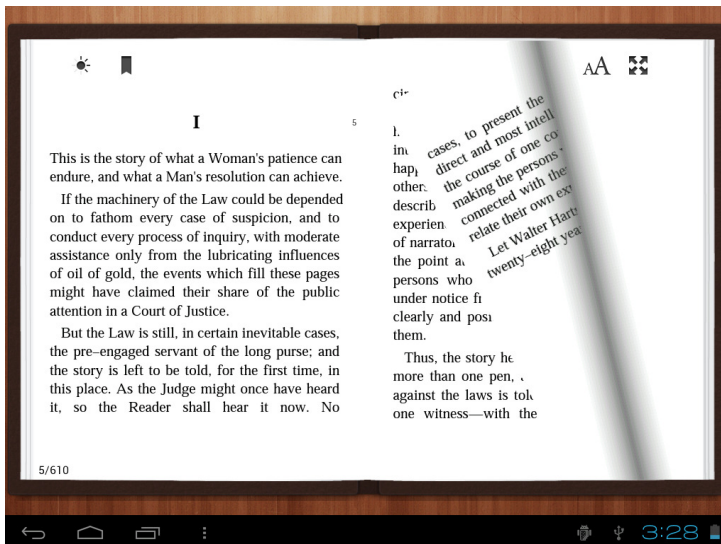 AA
I
5
This is the story of what a Woman's patience can
endure, and what a Man's resolution can achieve.
If the machinery of the Law could be depended
on to fathom every case of suspicion, and to
conduct every process of inquiry, with moderate
assistance only from the lubricating influences
of oil of gold, the events which fill these pages
might have claimed their share of the public
attention in a Court of Justice.
But the Law is still, in certain inevitable cases,
the pre–engaged servant of the long purse; and
the story is left to be told, for the first time, in
this place. As the Judge might once have heard
it, so the Reader shall hear it now. No
5/610
of
the point
persons who
under notice
clearly and
them.
Thus, the story
more than one pen,
against the laws is
one witness—with the
cases, to present the
direct and most
the course of one
making the persons
connected with
relate their own
Let Walter
twenty–eight
3:28